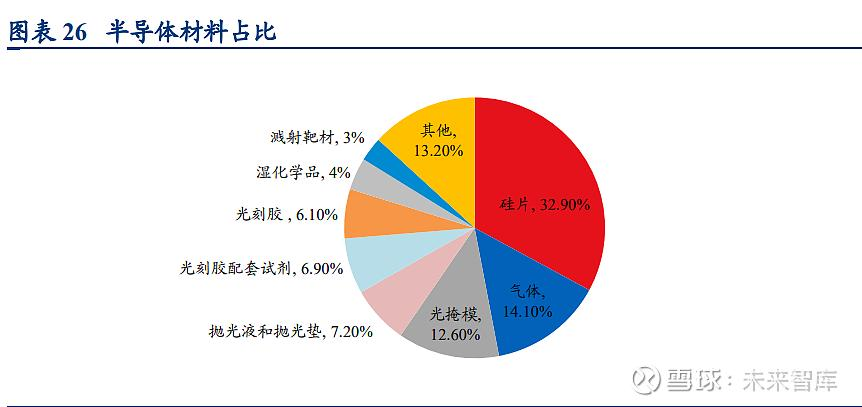 图表 26 半导体材料占比
其他,
13.20%
硅片, 32.90%
气体,
14.10%
光掩模,
12.60%
抛光液和抛光垫, 7.20%
光刻胶配套试剂, 6.90%
光刻胶 , 6.10%
湿化学品, 4%
溅射靶材, 3%
雪球:未来智库